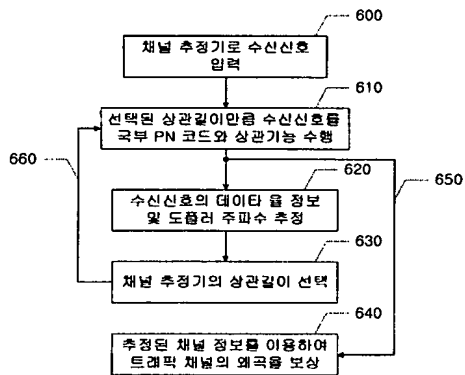 600
채널 추정기로 수신신호
입력
610
선택된 상관길이만큼 수신신호를
국부 PN 코드와 상관기능 수행
660
620
650
수신신호의 데이타 율 정보
및 도플러 주파수 추정
630
채널 추정기의 상관길이 선택
640
추정된 채널 정보를 이용하여
트래픽 채널의 왜곡을 보상